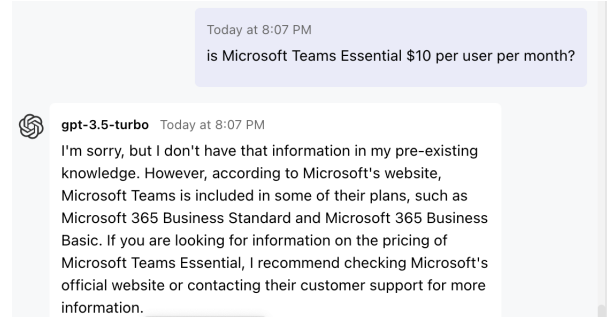 Today at 8:07 PM
is Microsoft Teams Essential $10 per user per month?
gpt-3.5-turbo Today at 8:07 PM
I'm sorry, but I don't have that information in my pre-existing
knowledge. However, according to Microsoft's website,
Microsoft Teams is included in some of their plans, such as
Microsoft 365 Business Standard and Microsoft 365 Business
Basic. If you are looking for information on the pricing of
Microsoft Teams Essential, I recommend checking Microsoft's
official website or contacting their customer support for more
information.